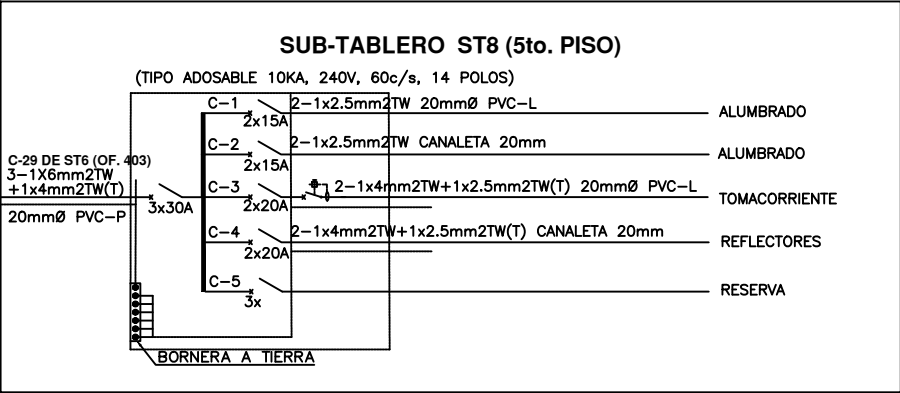 SUB-TABLERO ST8 (5to. PISO)
(TIPO ADOSABLE 10KA, 240V, 60c/s, 14 POLOS)
C-1 2-1x2.5mm2TW 20mmØ PVC-L ALUMBRADO
2x15A
C-2 2-1x2.5mm2TW CANALETA 20mm ALUMBRADO
2x15A
C-29 DE ST6 (OF. 403)
3-1X6mm2TW
+1x4mm2TW(T)
20mmØ PVC-P
3x30A
C-3 2-1x4mm2TW+1x2.5mm2TW(T) 20mmØ PVC-L TOMACORRIENTE
2x20A
C-4 2-1x4mm2TW+1x2.5mm2TW(T) CANALETA 20mm REFLECTORES
2x20A
C-5 RESERVA
3x
BORNERA A TIERRA